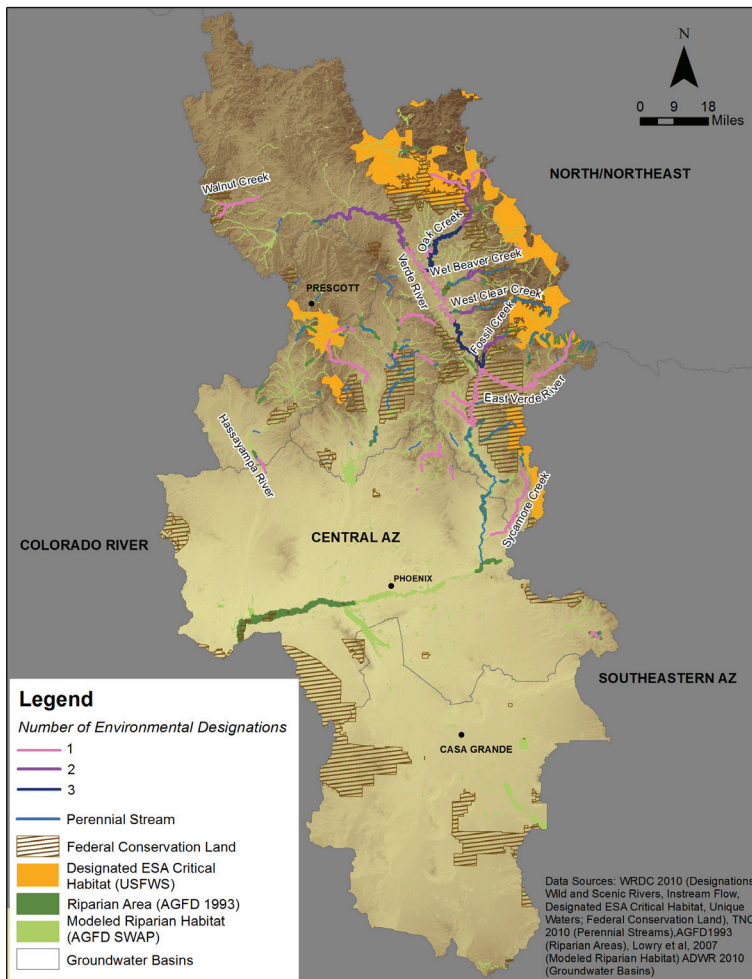 N
0 9 18
Miles
NORTH/NORTHEAST
Walnut Creek
Oak Creek
Wet Beaver Creek
Verde River
West Clear Creek
PRESCOTT
Fossil Creek
East Verde River
Hassayampa River
Sycamore Creek
COLORADO RIVER
CENTRAL AZ
PHOENIX
SOUTHEASTERN AZ
CASA GRANDE
Legend
Number of Environmental Designations
1
2
3
Perennial Stream
Federal Conservation Land
Designated ESA Critical
Habitat (USFWS)
Riparian Area (AGFD 1993)
Modeled Riparian Habitat
(AGFD SWAP)
Groundwater Basins
Data Sources: WRDC 2010 (Designations
Wild and Scenic Rivers, Instream Flow,
Designated ESA Critical Habitat, Unique
Waters; Federal Conservation Land), TNC
2010 (Perennial Streams),AGFD1993
(Riparian Areas), Lowry et al, 2007
(Modeled Riparian Habitat) ADWR 2010
(Groundwater Basins)